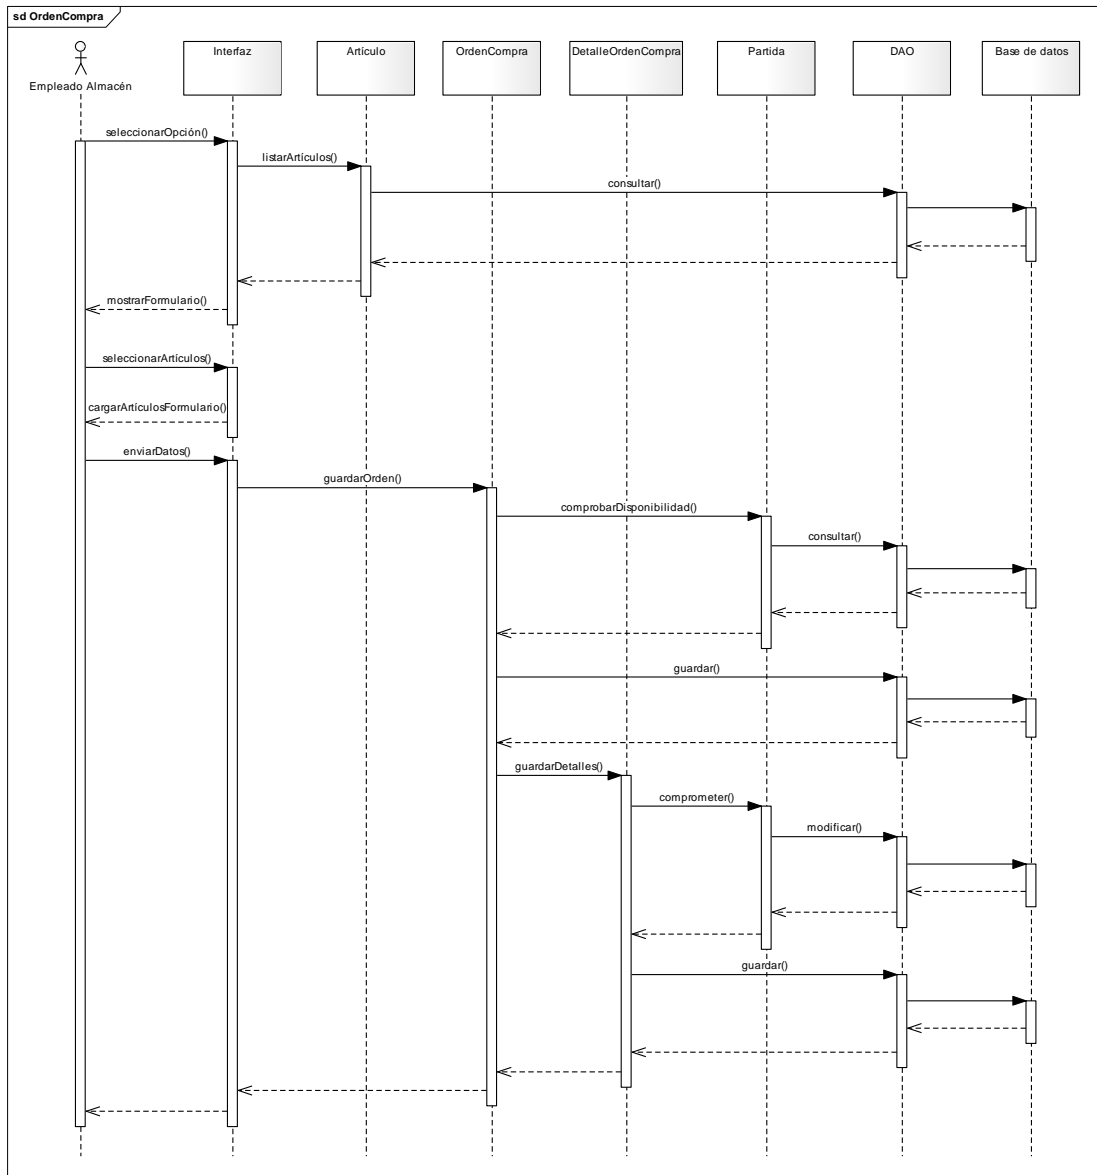 sd OrdenCompra
Empleado Almacén
Interfaz
Artículo
OrdenCompra
DetalleOrdenCompra
Partida
DAO
Base de datos
seleccionarOpción()
listarArtículos()
consultar()
mostrarFormulario()
seleccionarArtículos()
cargarArtículosFormulario()
enviarDatos()
guardarOrden()
comprobarDisponibilidad()
consultar()
guardar()
guardarDetalles()
comprometer()
modificar()
guardar()